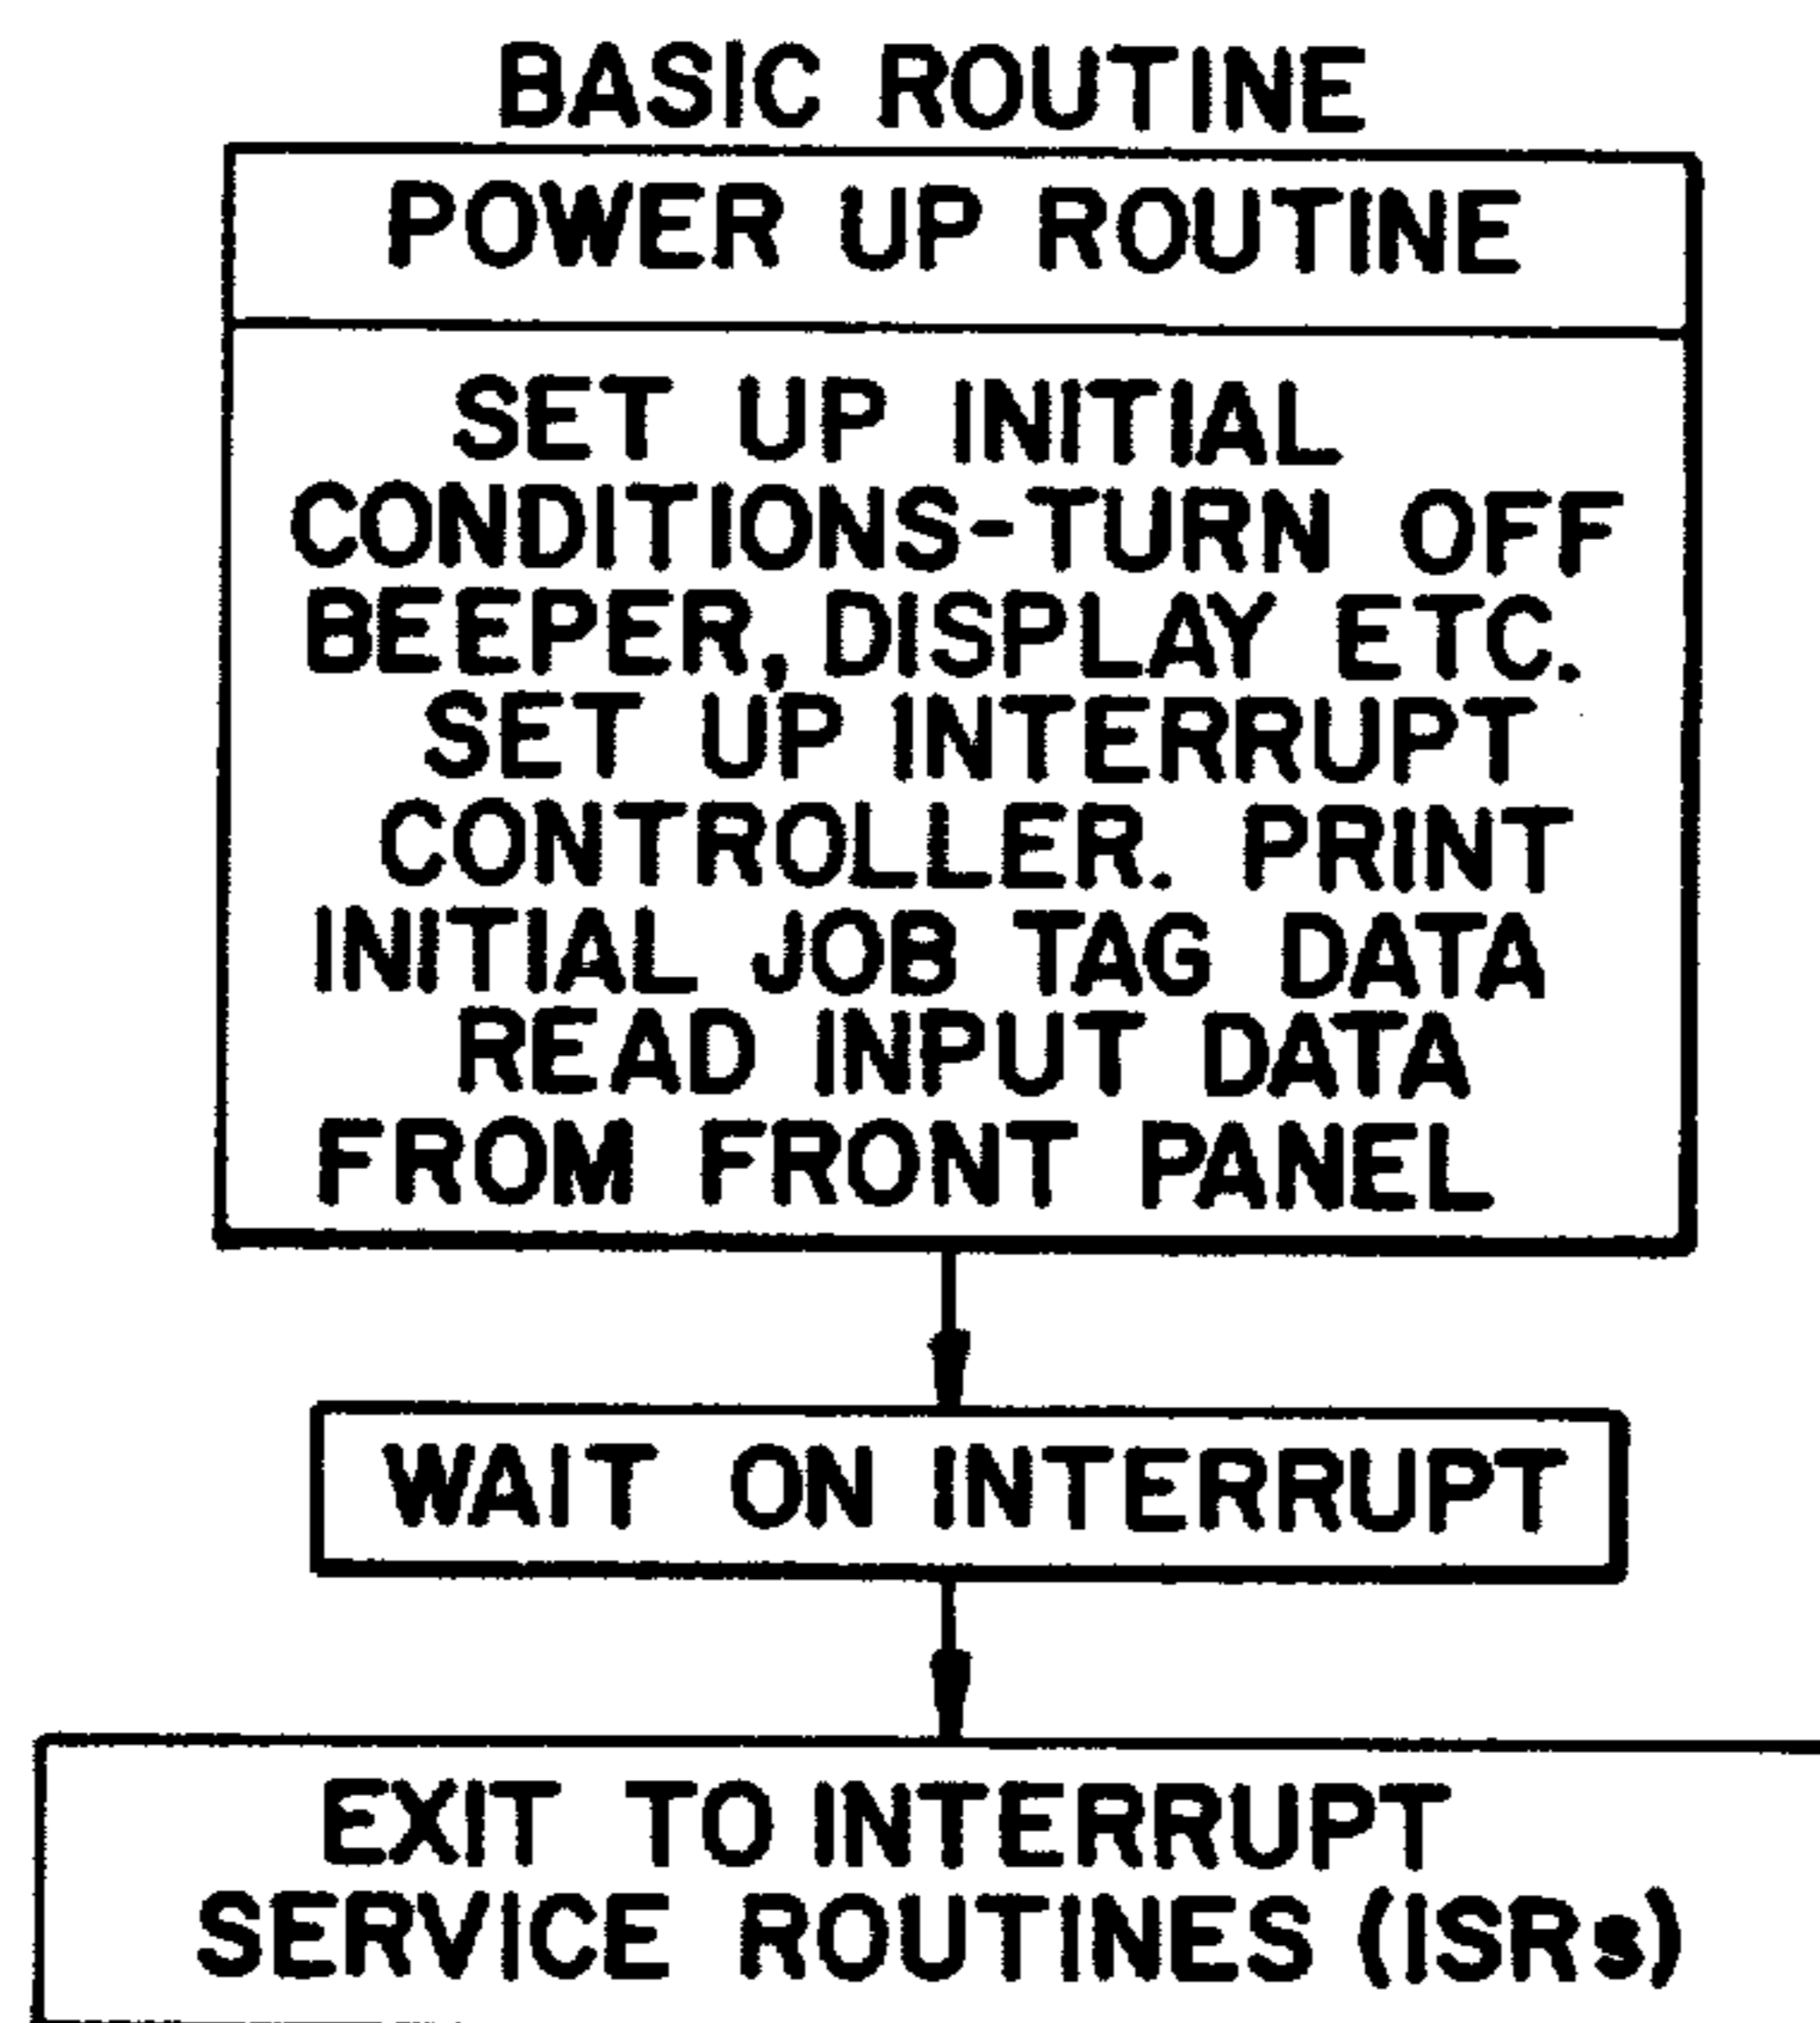 BASIC ROUTINE
POWER UP ROUTINE
SET UP INITIAL
CONDITIONS-TURN OFF
BEEPER, DISPLAY ETC.
SET UP INTERRUPT
CONTROLLER. PRINT
INITIAL JOB TAG DATA
READ INPUT DATA
FROM FRONT PANEL
WAIT ON INTERRUPT
EXIT TO INTERRUPT
SERVICE ROUTINES (ISRs)